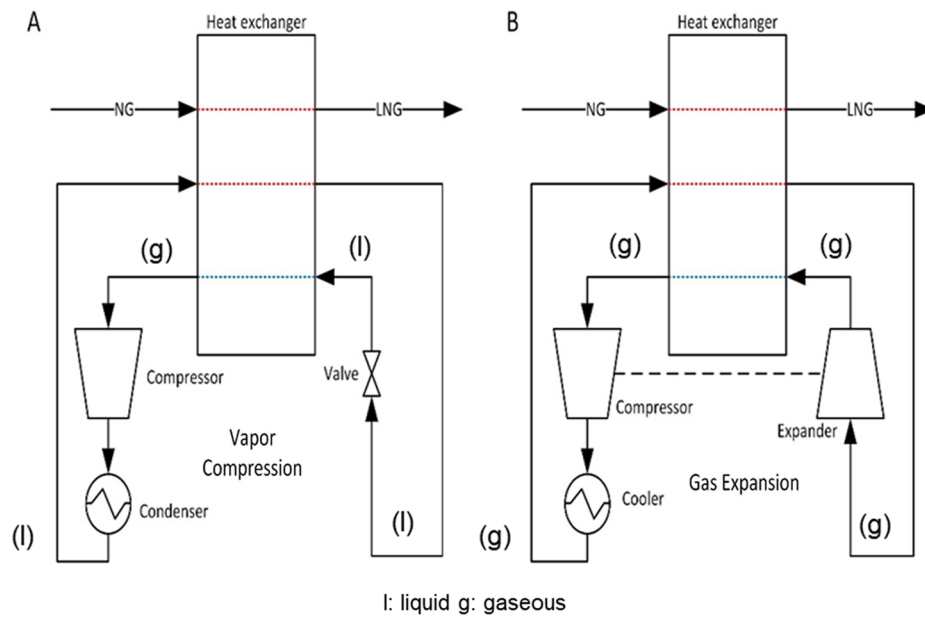 A
Heat exchanger
NG
LNG
(g)
(l)
Compressor
Valve
Vapor
Compression
Condenser
(l)
(l)
B
Heat exchanger
NG
LNG
(g)
(g)
Compressor
Expander
Gas Expansion
Cooler
(g)
(g)
l: liquid g: gaseous